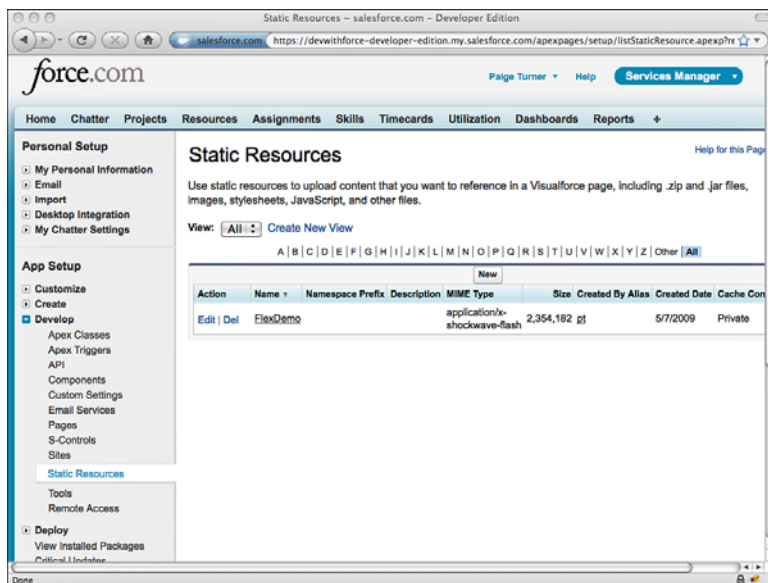 Static Resources ~ salesforce.com – Developer Edition
salesforce.com https://devwithforce-developer-edition.my.salesforce.com/apexpages/setup/listStaticResource.apexp?re
force.com
Paige Turner Help Services Manager
Home Chatter Projects Resources Assignments Skills Timecards Utilization Dashboards Reports +
Personal Setup
My Personal Information
Email
Import
Desktop Integration
My Chatter Settings
App Setup
Customize
Create
Develop
Apex Classes
Apex Triggers
API
Components
Custom Settings
Email Services
Pages
S-Controls
Sites
Static Resources
Tools
Remote Access
Deploy
View Installed Packages
Critical Updates
Static Resources
Help for this Page
Use static resources to upload content that you want to reference in a Visualforce page, including .zip and .jar files,
images, stylesheets, JavaScript, and other files.
View: All Create New View
A | B | C | D | E | F | G | H | I | J | K | L | M | N | O | P | Q | R | S | T | U | V | W | X | Y | Z | Other | All
New
Action Name Namespace Prefix Description MIME Type Size Created By Alias Created Date Cache Con
Edit | Del FlexDemo application/x-
shockwave-flash 2,354,182 pt 5/7/2009 Private
Done